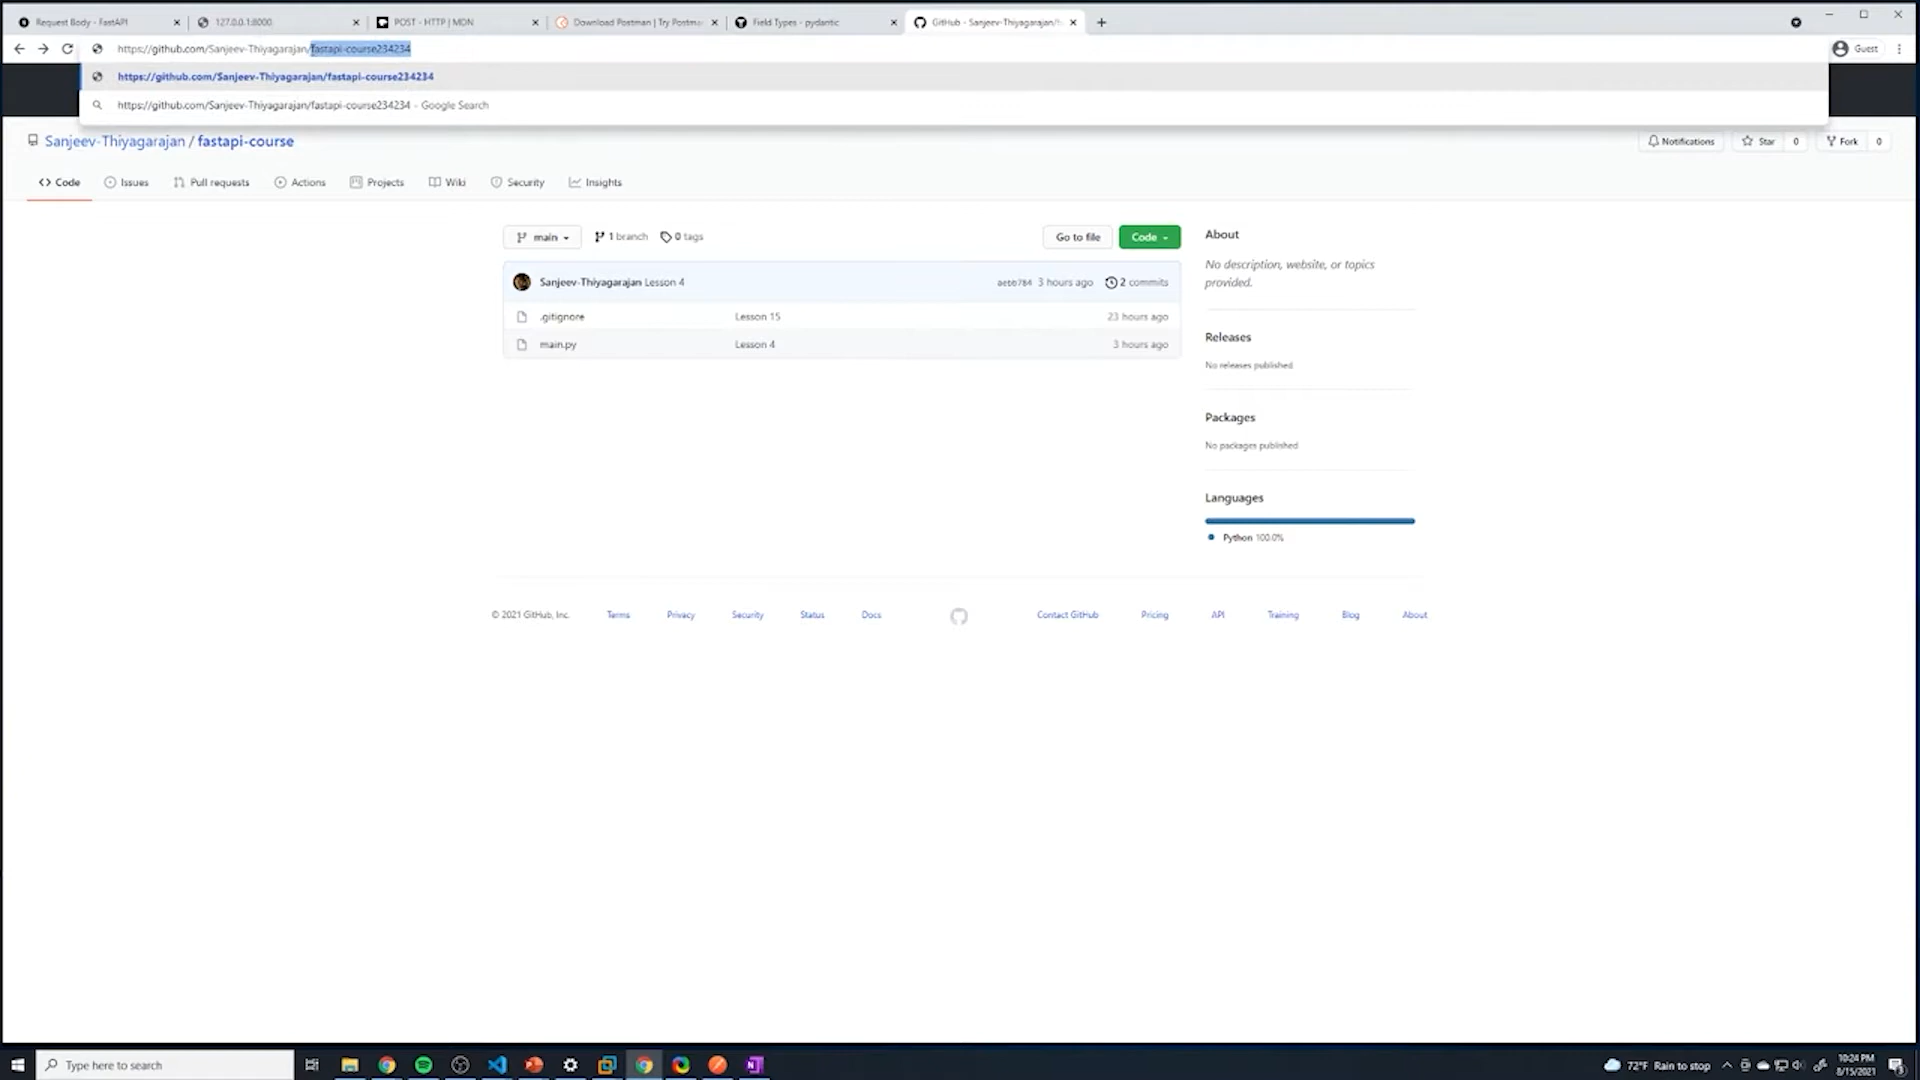 Request Body - FastAPI
127.0.0.1:8000
POST - HTTP | MDN
Download Postman | Try Postma
Field Types - pydantic
GitHub - Sanjeev-Thiyagarajan/f
https://github.com/Sanjeev-Thiyagarajan/fastapi-course234234
Guest
https://github.com/Sanjeev-Thiyagarajan/fastapi-course234234
https://github.com/Sanjeev-Thiyagarajan/fastapi-course234234 - Google Search
Sanjeev-Thiyagarajan / fastapi-course
Notifications
Star 0
Fork 0
Code
Issues
Pull requests
Actions
Projects
Wiki
Security
Insights
main
1 branch
0 tags
Go to file
Code
Sanjeev-Thiyagarajan Lesson 4
3 hours ago
2 commits
.gitignore
Lesson 15
23 hours ago
main.py
Lesson 4
3 hours ago
About
No description, website, or topics
provided.
Releases
No releases published
Packages
No packages published
Languages
Python 100.0%
© 2021 GitHub, Inc.
Terms
Privacy
Security
Status
Docs
Contact GitHub
Pricing
API
Training
Blog
About
Type here to search
72°F Rain to stop
10:24 PM
8/15/2021